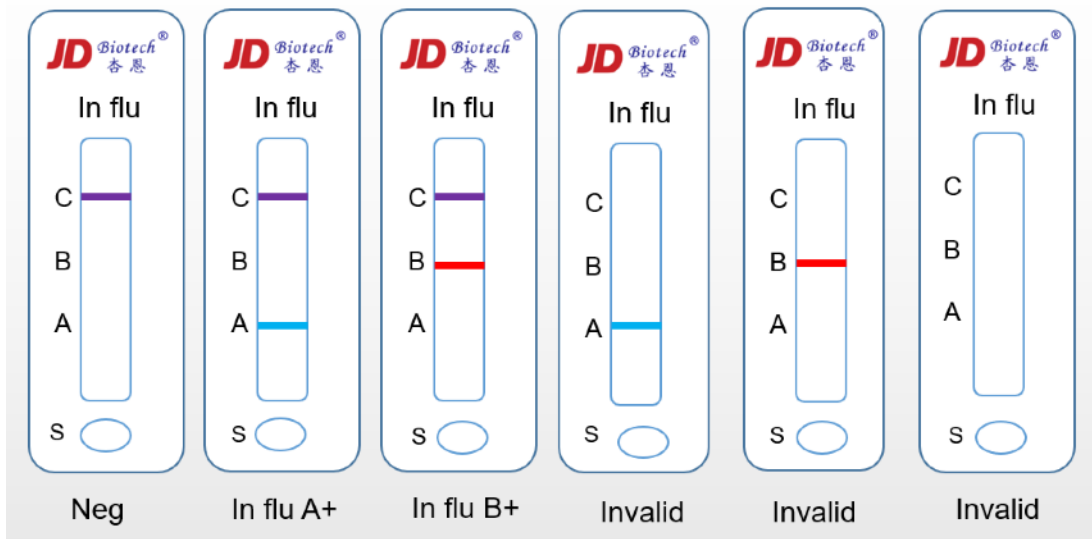 JD Biotech®
杏恩
In flu
C
B
A
S
Neg
JD Biotech®
杏恩
In flu
C
B
A
S
In flu A+
JD Biotech®
杏恩
In flu
C
B
A
S
In flu B+
JD Biotech®
杏恩
In flu
C
B
A
S
Invalid
JD Biotech®
杏恩
In flu
C
B
A
S
Invalid
JD Biotech®
杏恩
In flu
C
B
A
S
Invalid